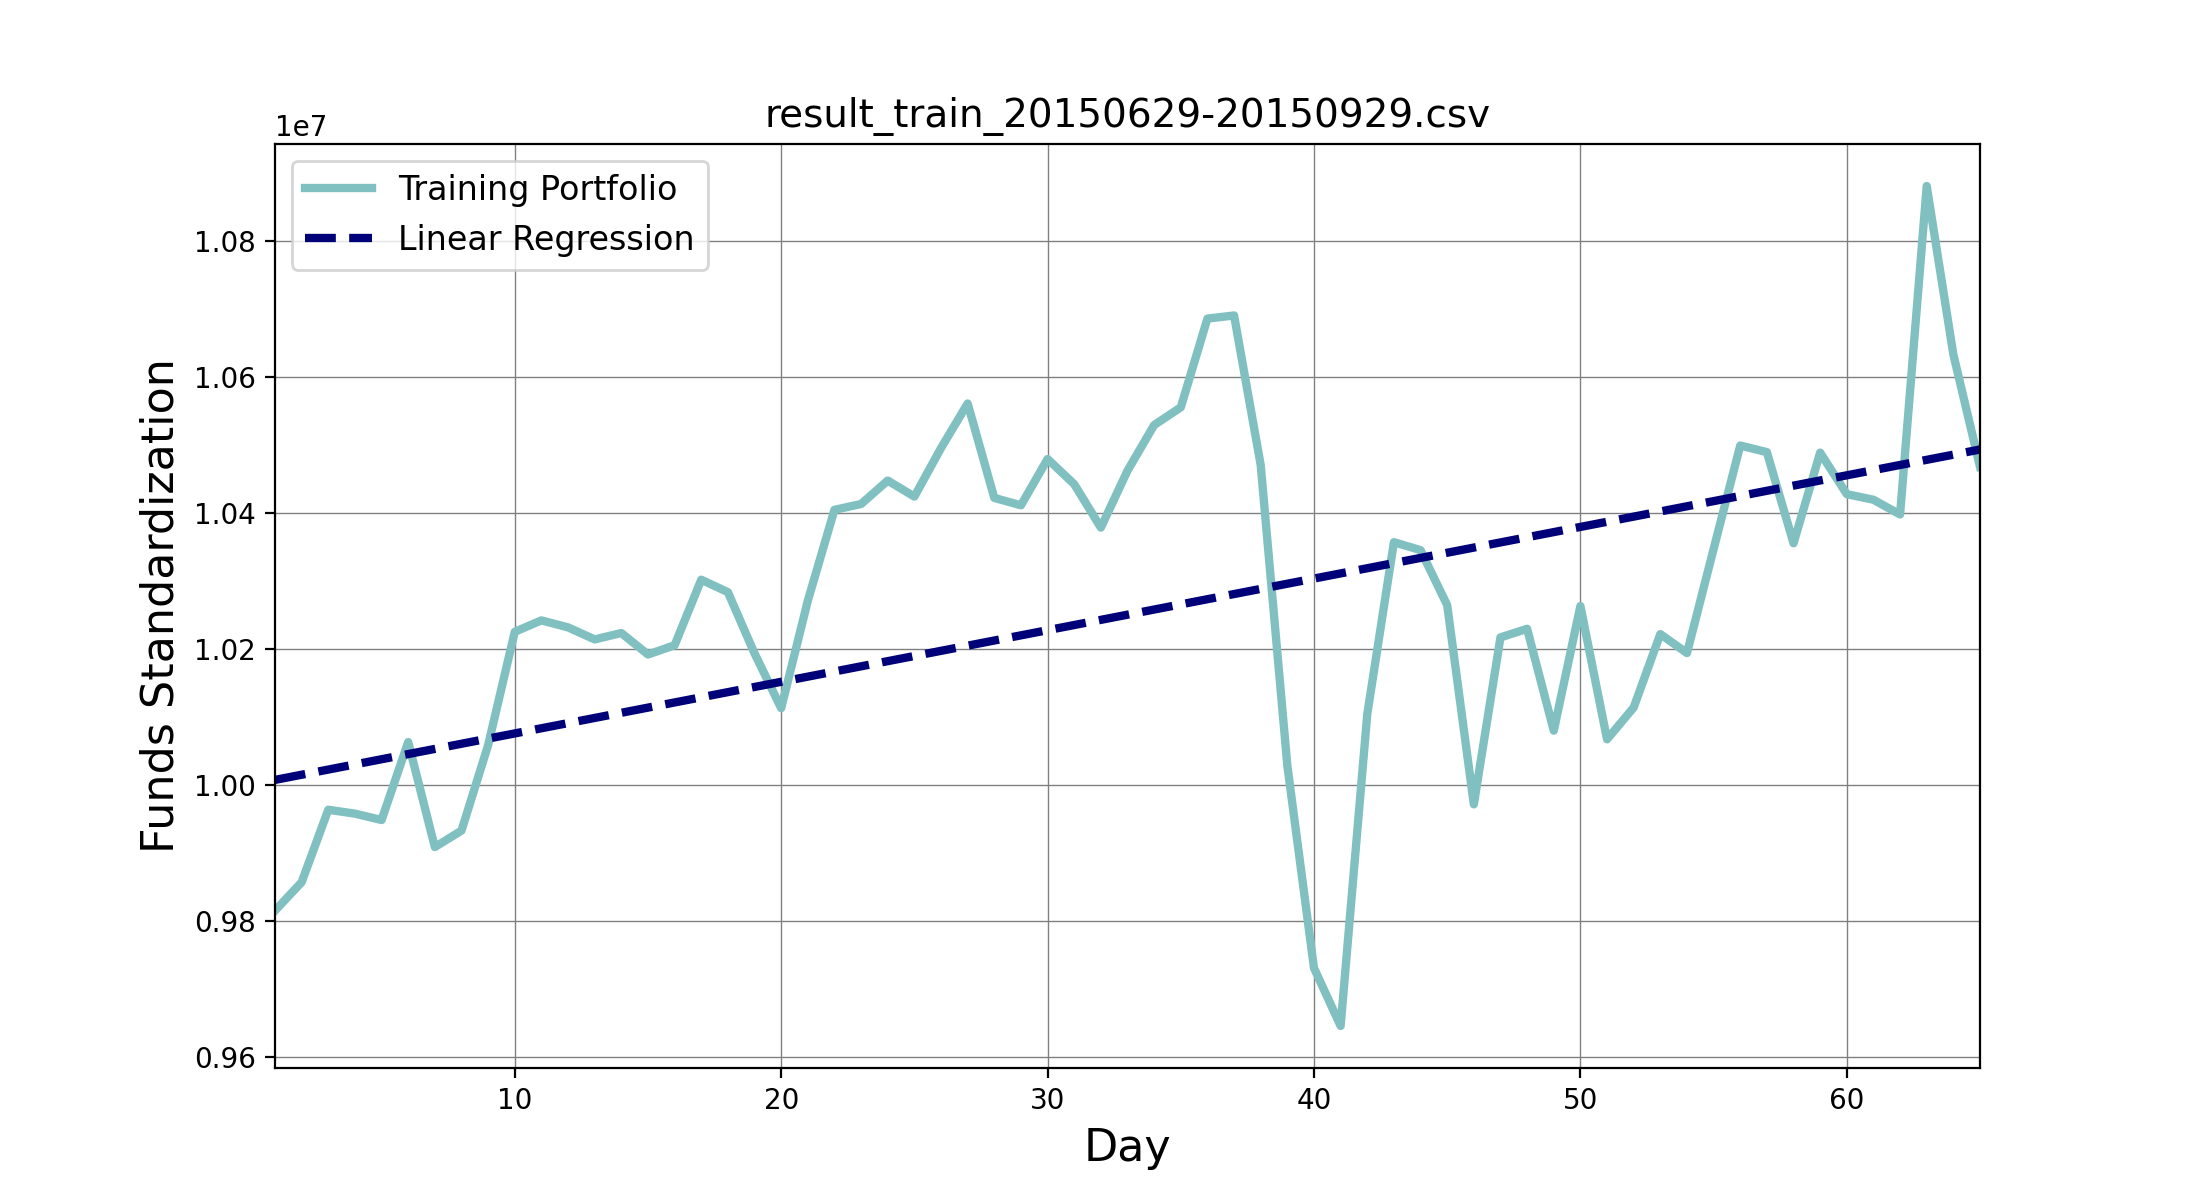 result_train_20150629-20150929.csv
1e7
Training Portfolio
Linear Regression
1.08
1.06
1.04
1.02
1.00
0.98
0.96
Funds Standardization
10 20 30 40 50 60
Day